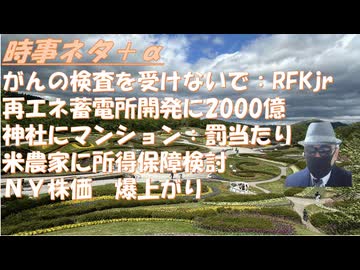 時事ネタ＋α
がんの検査を受けないで：RFKjr
再エネ蓄電所開発に2000億
神社にマンション：罰当たり
米農家に所得保障検討
ＮＹ株価　爆上がり